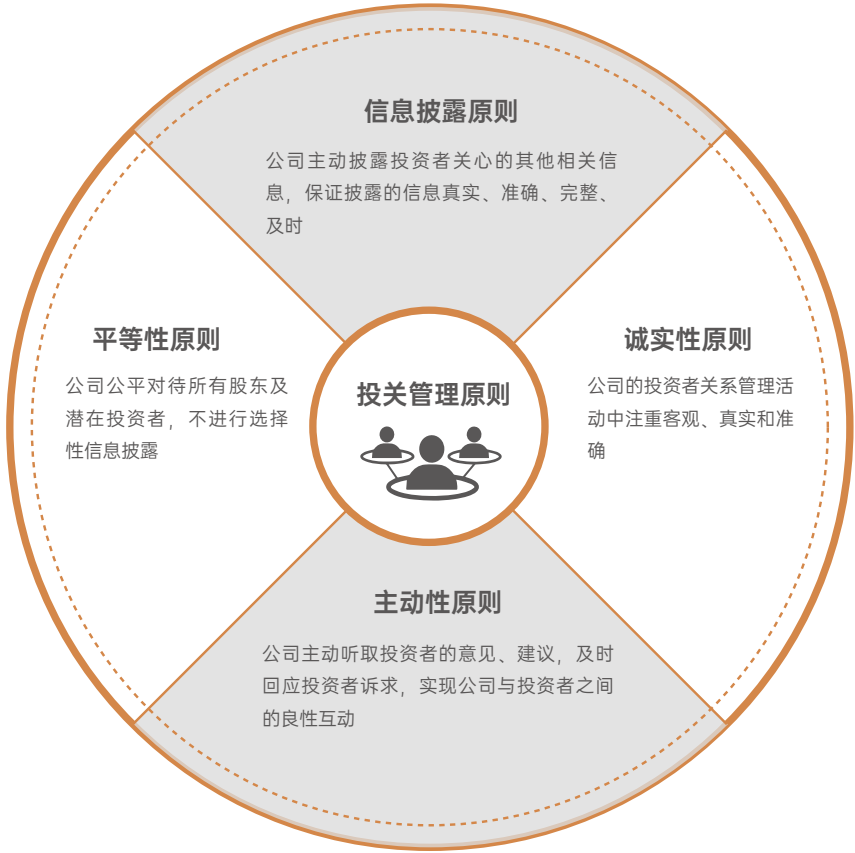 信息披露原则
公司主动披露投资者关心的其他相关信
息，保证披露的信息真实、准确、完整、
及时
平等性原则
公司公平对待所有股东及
潜在投资者，不进行选择
性信息披露
投关管理原则
诚实性原则
公司的投资者关系管理活
动中注重客观、真实和准
确
主动性原则
公司主动听取投资者的意见、建议，及时
回应投资者诉求，实现公司与投资者之间
的良性互动